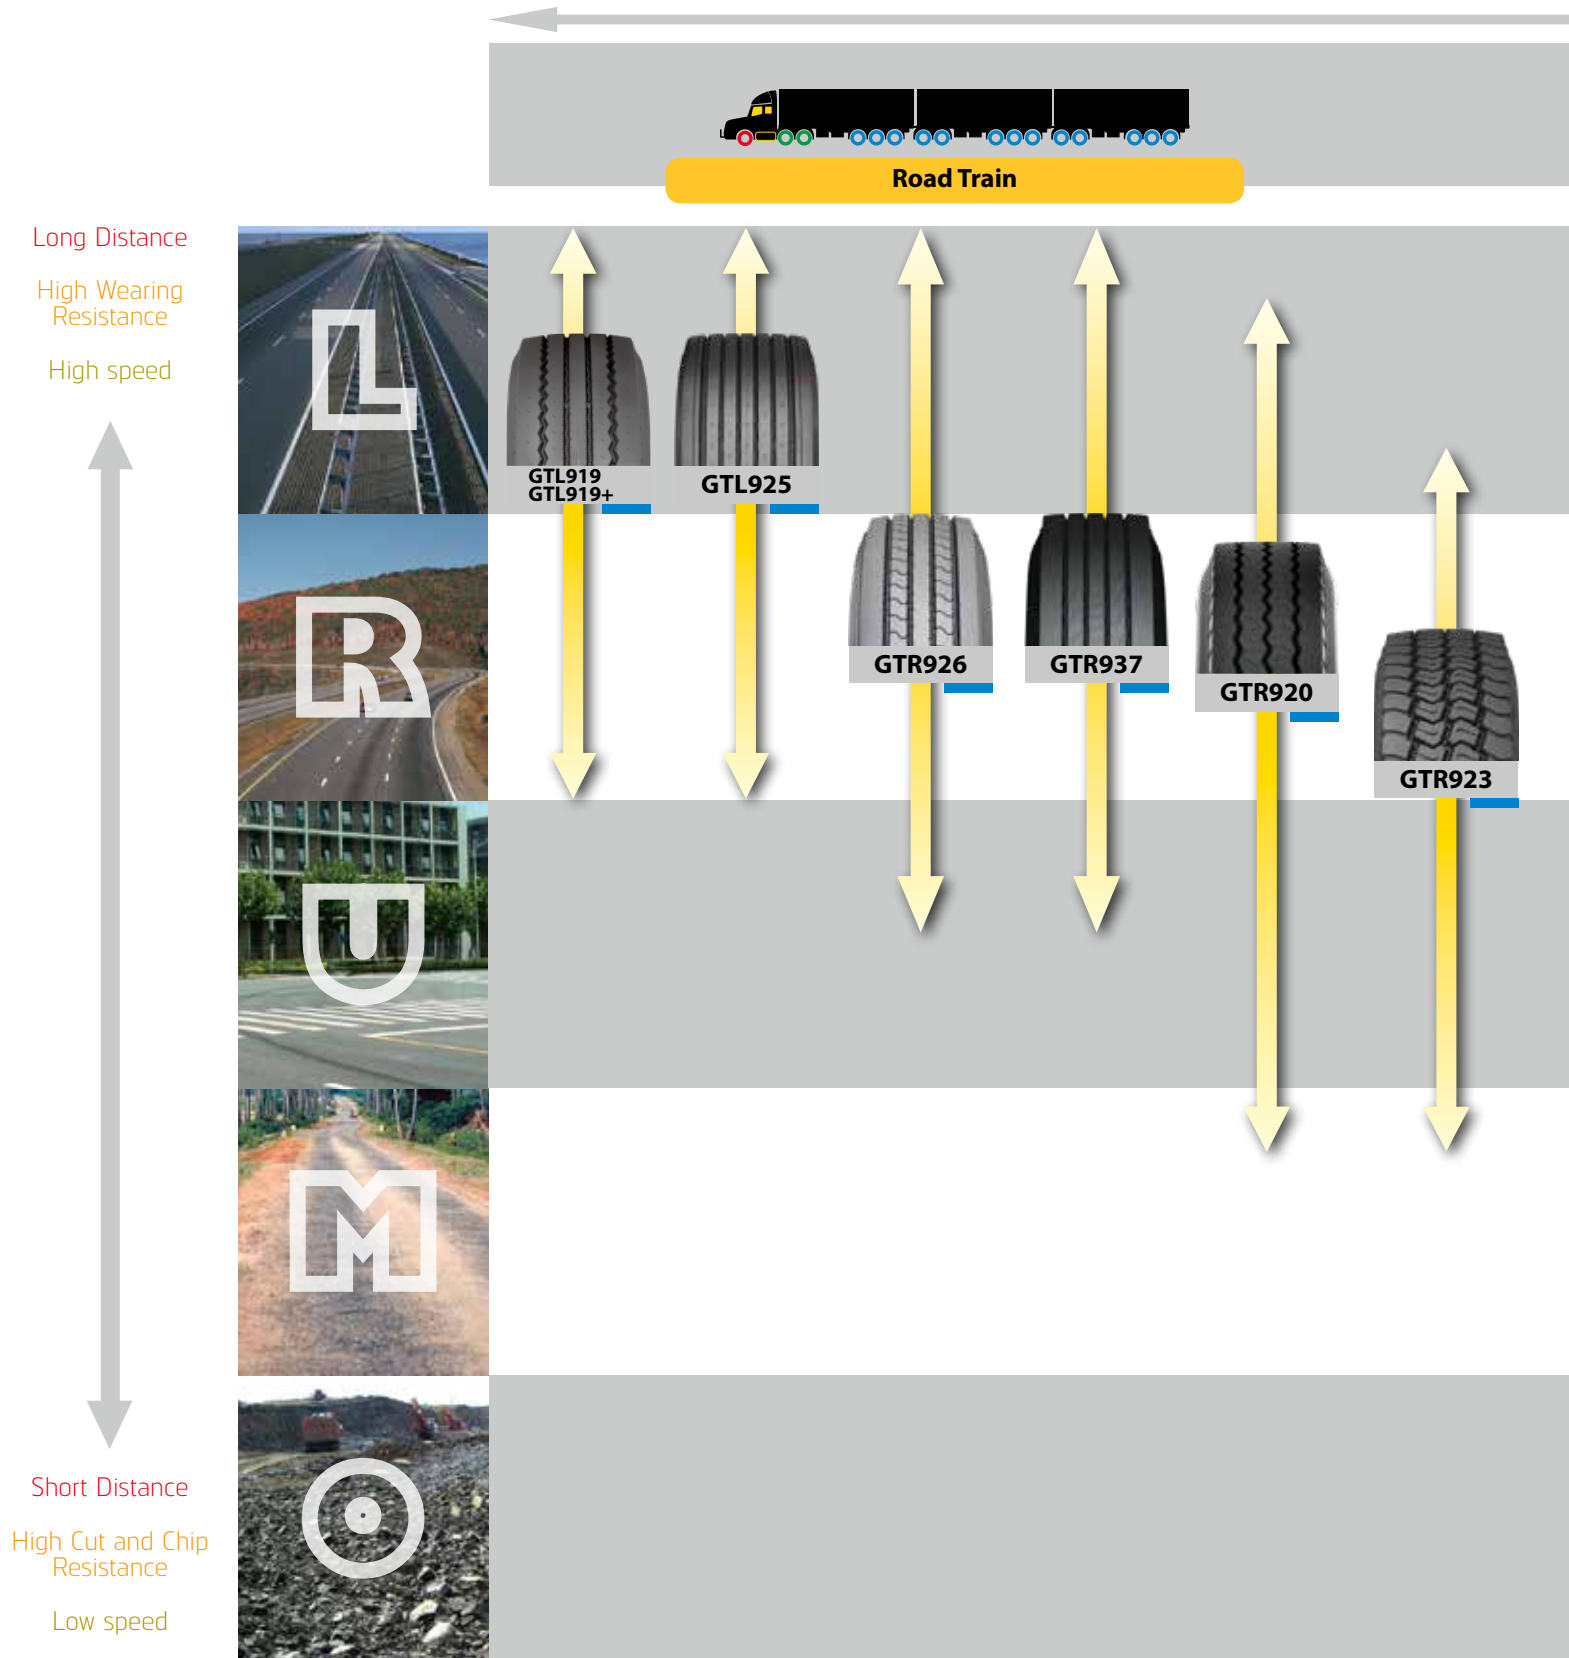 Road Train
Long Distance
High Wearing
Resistance
High speed
L
GTL919
GTL919+
GTL925
R
GTR926
GTR937
GTR920
GTR923
U
M
O
Short Distance
High Cut and Chip
Resistance
Low speed